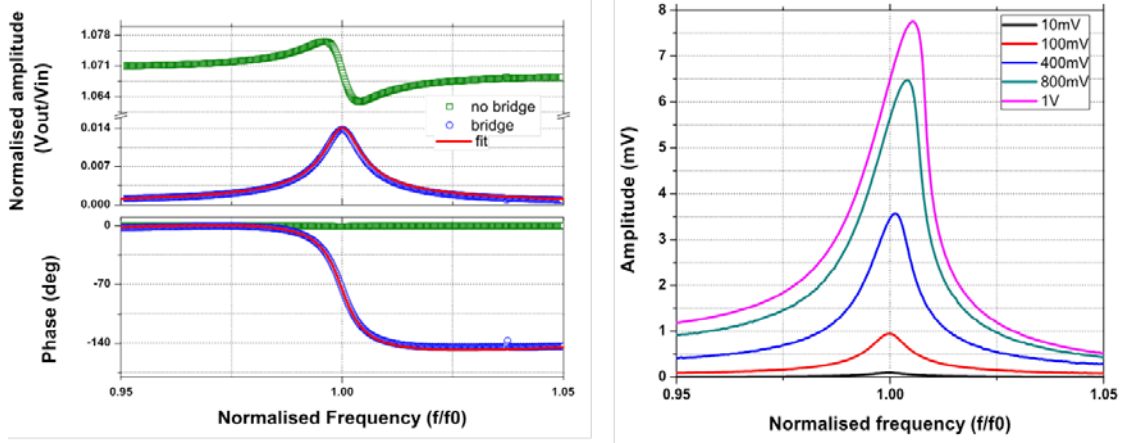 Normalised amplitude
(Vout/Vin)
1.078
1.071
1.064
0.014
0.007
0.000
no bridge
bridge
fit
Phase (deg)
0
-70
-140
0.95
1.00
1.05
Normalised Frequency (f/f0)
Amplitude (mV)
8
7
6
5
4
3
2
1
0
10mV
100mV
400mV
800mV
1V
0.95
1.00
1.05
Normalised frequency (f/f0)